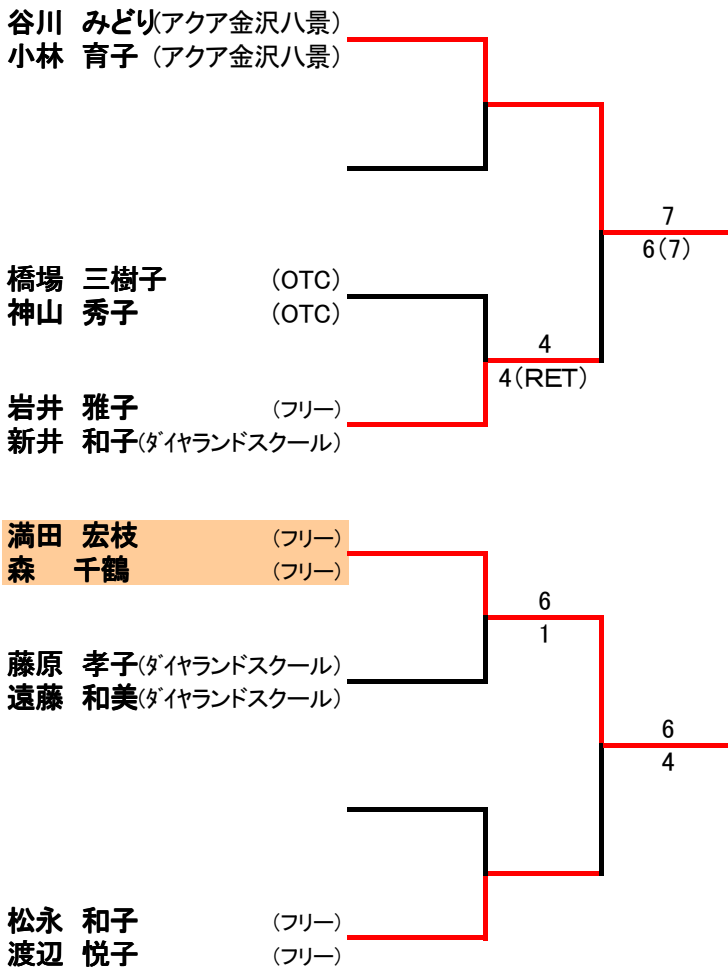 谷川 みどり(アクア金沢八景)
小林 育子 (アクア金沢八景)
7
6(7)
橋場 三樹子 (OTC)
神山 秀子 (OTC)
4
4(RET)
岩井 雅子 (フリー)
新井 和子(ダイヤランドスクール)
満田 宏枝 (フリー)
森 千鶴 (フリー)
6
1
藤原 孝子(ダイヤランドスクール)
遠藤 和美(ダイヤランドスクール)
6
4
松永 和子 (フリー)
渡辺 悦子 (フリー)